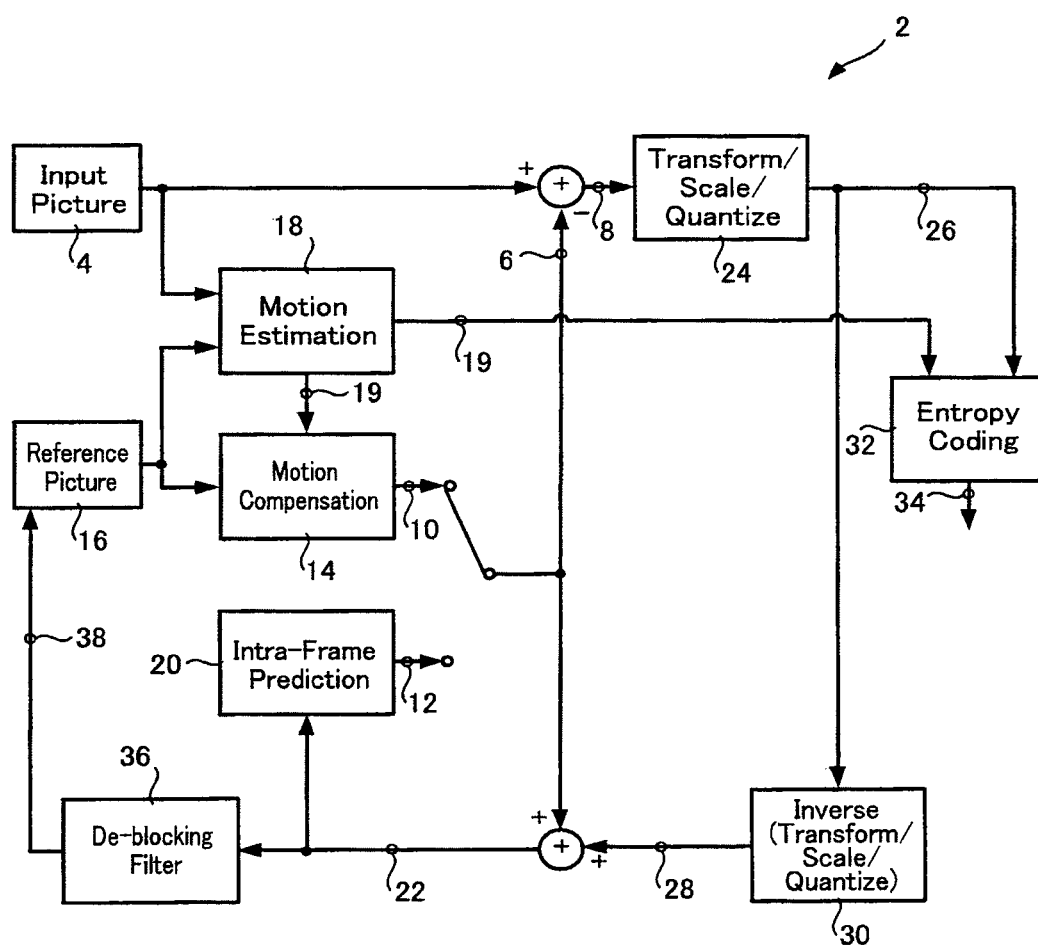 2
Input
Picture
4
+
+
−
8
Transform/
Scale/
Quantize
24
26
18
6
Motion
Estimation
19
19
Entropy
Coding
32
34
Reference
Picture
16
Motion
Compensation
14
10
38
20
Intra-Frame
Prediction
12
36
De-blocking
Filter
22
+
+
+
28
Inverse
(Transform/
Scale/
Quantize)
30